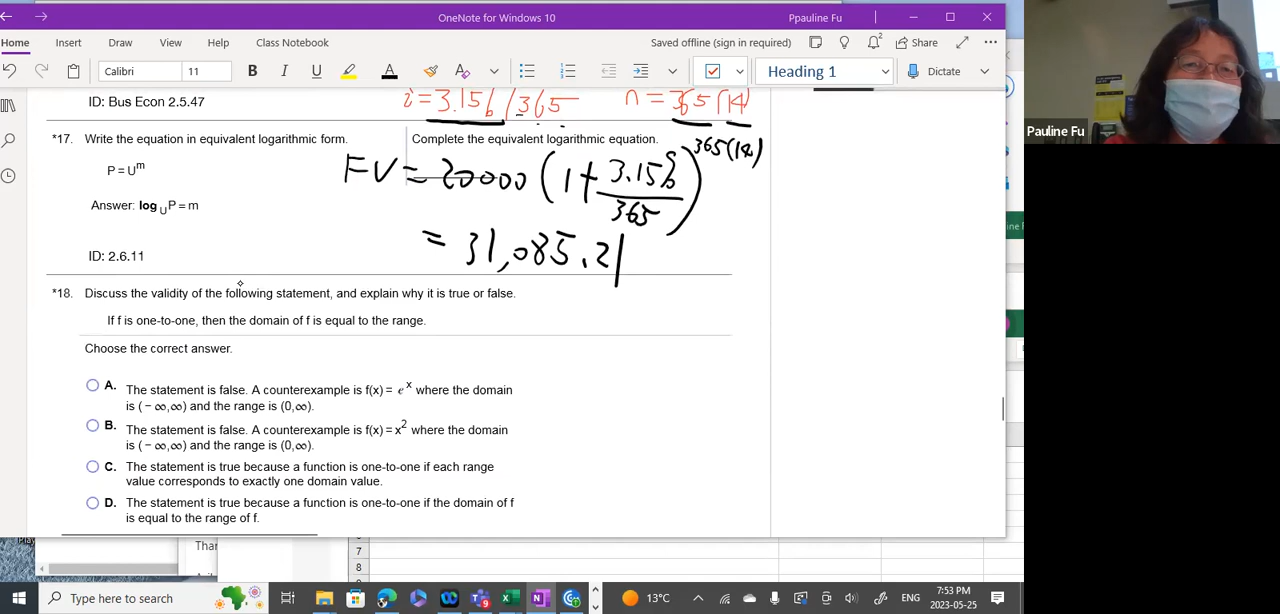 OneNote for Windows 10
Ppauline Fu
Home Insert Draw View Help Class Notebook
Saved offline (sign in required)
Share
Calibri 11 B I U A A
Heading 1
Dictate
ID: Bus Econ 2.5.47
i = 3.15% / 365 n = 365 (14)
*17. Write the equation in equivalent logarithmic form.
Complete the equivalent logarithmic equation.
P = U^m
FV = 20000 (1 + 3.15% / 365)^365(14)
Answer: log_U P = m
= 31,085.21
ID: 2.6.11
*18. Discuss the validity of the following statement, and explain why it is true or false.
If f is one-to-one, then the domain of f is equal to the range.
Choose the correct answer.
A. The statement is false. A counterexample is f(x) = e^x where the domain
is (− ∞,∞) and the range is (0,∞).
B. The statement is false. A counterexample is f(x) = x^2 where the domain
is (− ∞,∞) and the range is (0,∞).
C. The statement is true because a function is one-to-one if each range
value corresponds to exactly one domain value.
D. The statement is true because a function is one-to-one if the domain of f
is equal to the range of f.
Pauline Fu
Than
7
8
Type here to search
13°C
ENG
7:53 PM
2023-05-25